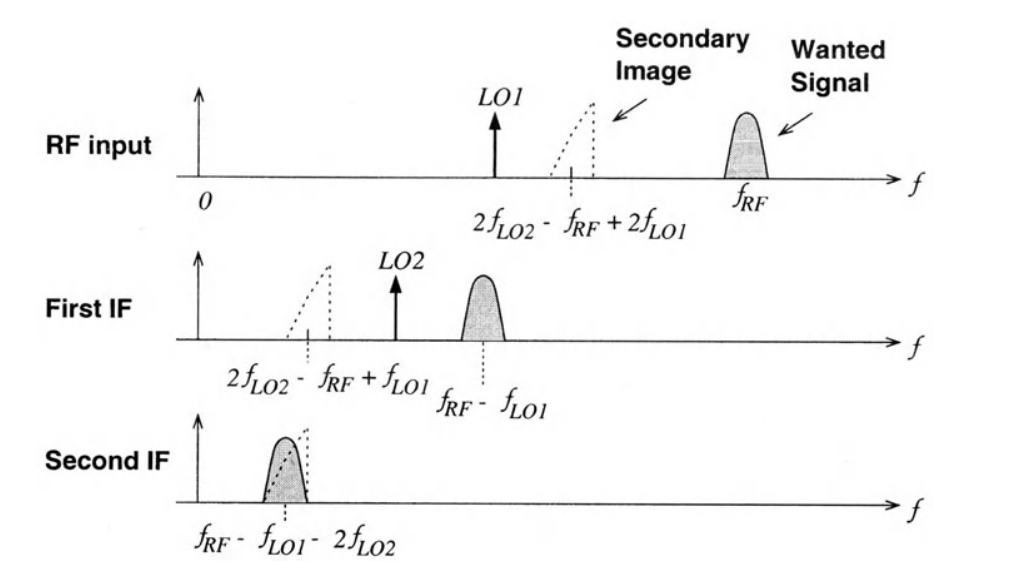 Secondary
Image
Wanted
Signal
RF input
LO1
f
0
f_RF
2f_LO2 - f_RF + 2f_LO1
First IF
LO2
f
2f_LO2 - f_RF + f_LO1
f_RF - f_LO1
Second IF
f
f_RF - f_LO1 - 2f_LO2